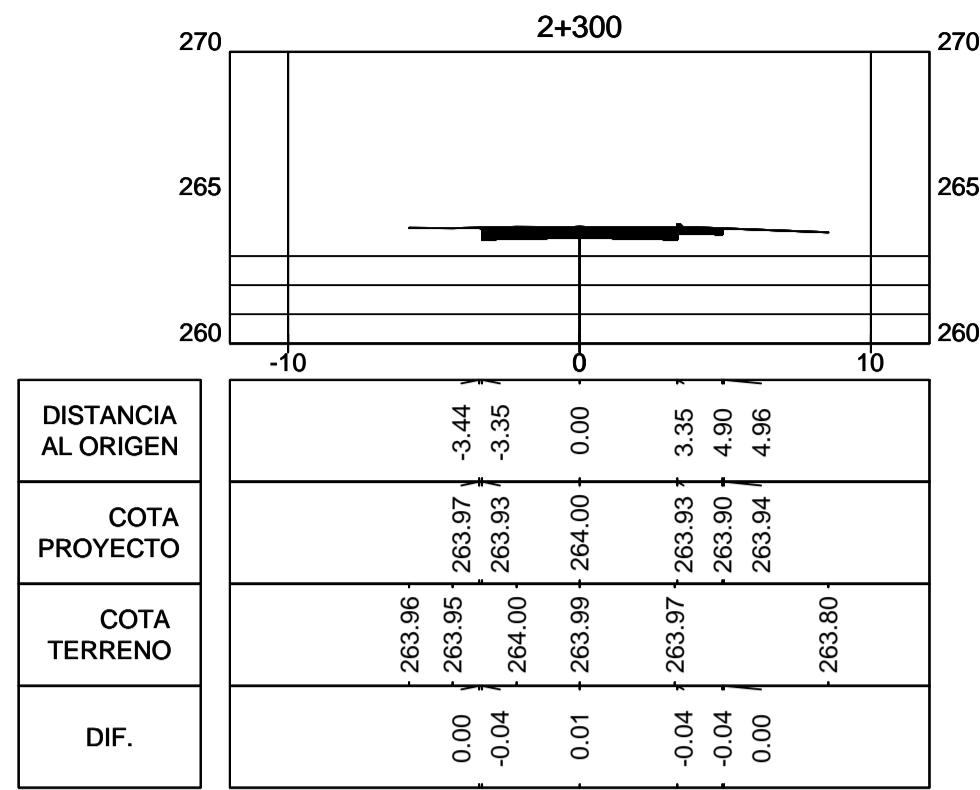 2+300
270 270
265 265
260 260
-10 0 10
DISTANCIA
AL ORIGEN
-3.44 -3.35 0.00 3.35 4.90 4.96
COTA
PROYECTO
263.97 263.93 264.00 263.93 263.90 263.94
COTA
TERRENO
263.96 263.95 264.00 263.99 263.97 263.80
DIF.
0.00 -0.04 0.01 -0.04 -0.04 0.00